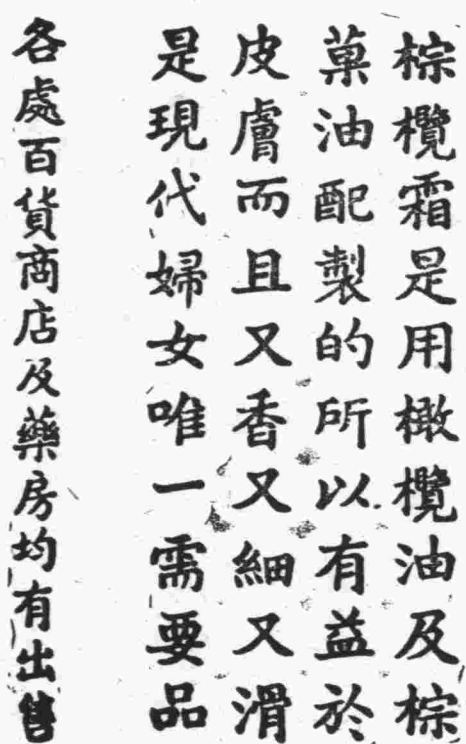 棕欖霜是用橄欖油及棕
菓油配製的所以有益於
皮膚而且又香又細又滑
是現代婦女唯一需要品
各處百貨商店及藥房均有出售